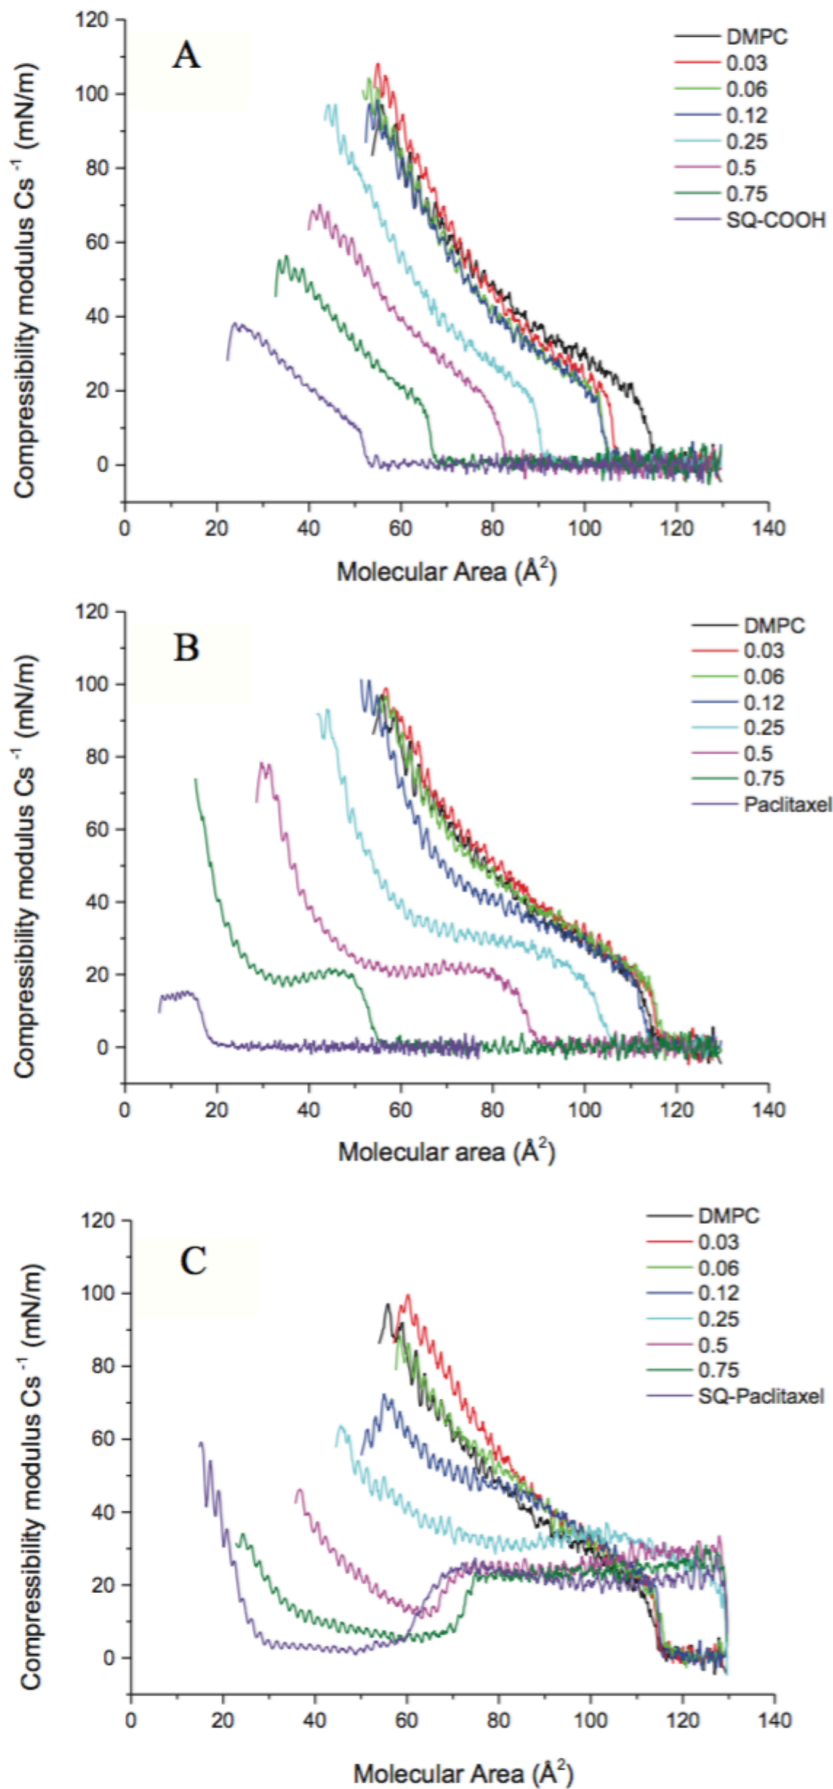 A
Compressibility modulus Cs -1 (mN/m)
120
100
80
60
40
20
0
DMPC
0.03
0.06
0.12
0.25
0.5
0.75
SQ-COOH
0 20 40 60 80 100 120 140
Molecular Area (Å2)
B
Compressibility modulus Cs -1 (mN/m)
120
100
80
60
40
20
0
DMPC
0.03
0.06
0.12
0.25
0.5
0.75
Paclitaxel
0 20 40 60 80 100 120 140
Molecular area (Å2)
C
Compressibility modulus Cs -1 (mN/m)
120
100
80
60
40
20
0
DMPC
0.03
0.06
0.12
0.25
0.5
0.75
SQ-Paclitaxel
0 20 40 60 80 100 120 140
Molecular Area (Å2)